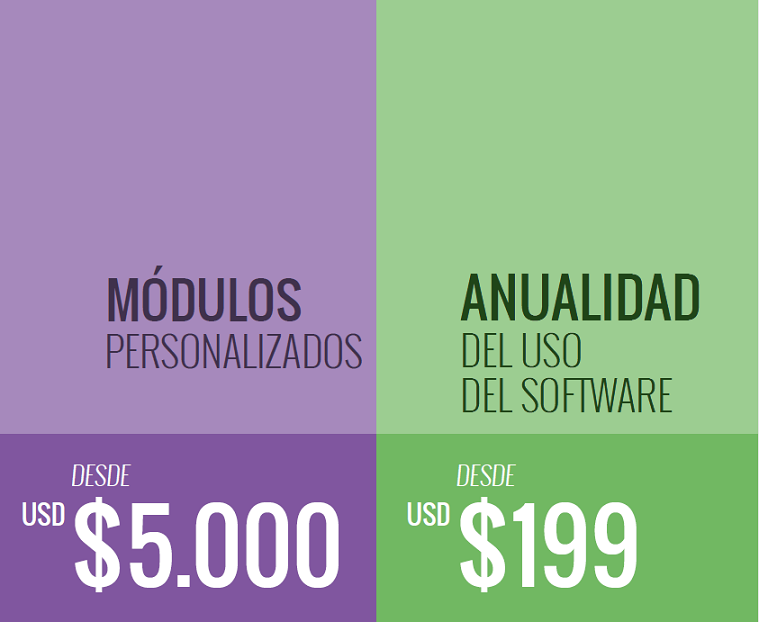 MÓDULOS
PERSONALIZADOS
DESDE
USD $5.000
ANUALIDAD
DEL USO
DEL SOFTWARE
DESDE
USD $199